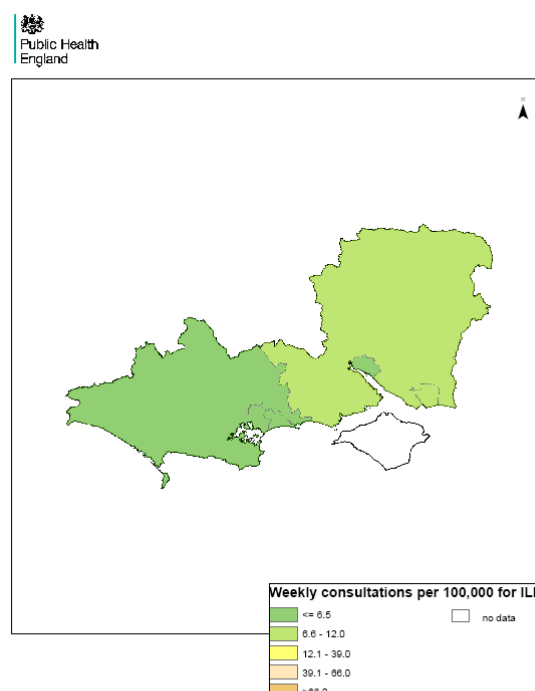 Public Health
England
N
Weekly consultations per 100,000 for ILI
<= 6.5
no data
6.6 - 12.0
12.1 - 39.0
39.1 - 66.0